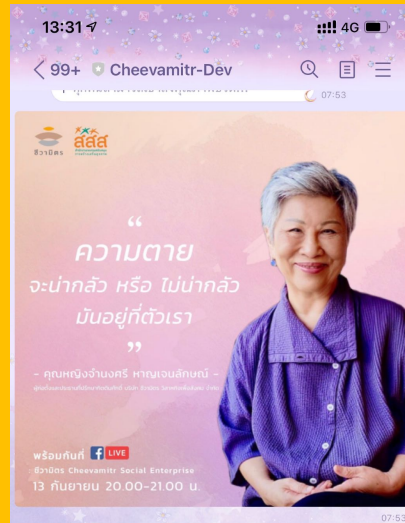 13:31
4G
99+ Cheevamitr-Dev
07:53
ชีวามิตร
สสส
“
ความตาย
จะน่ากลัว หรือ ไม่น่ากลัว
มันอยู่ที่ตัวเรา
”
– คุณหญิงจำนงศรี หาญเจนลักษณ์ –
พร้อมกันที่ f LIVE
ชีวามิตร Cheevamitr Social Enterprise
13 กันยายน 20.00-21.00 น.
07:53